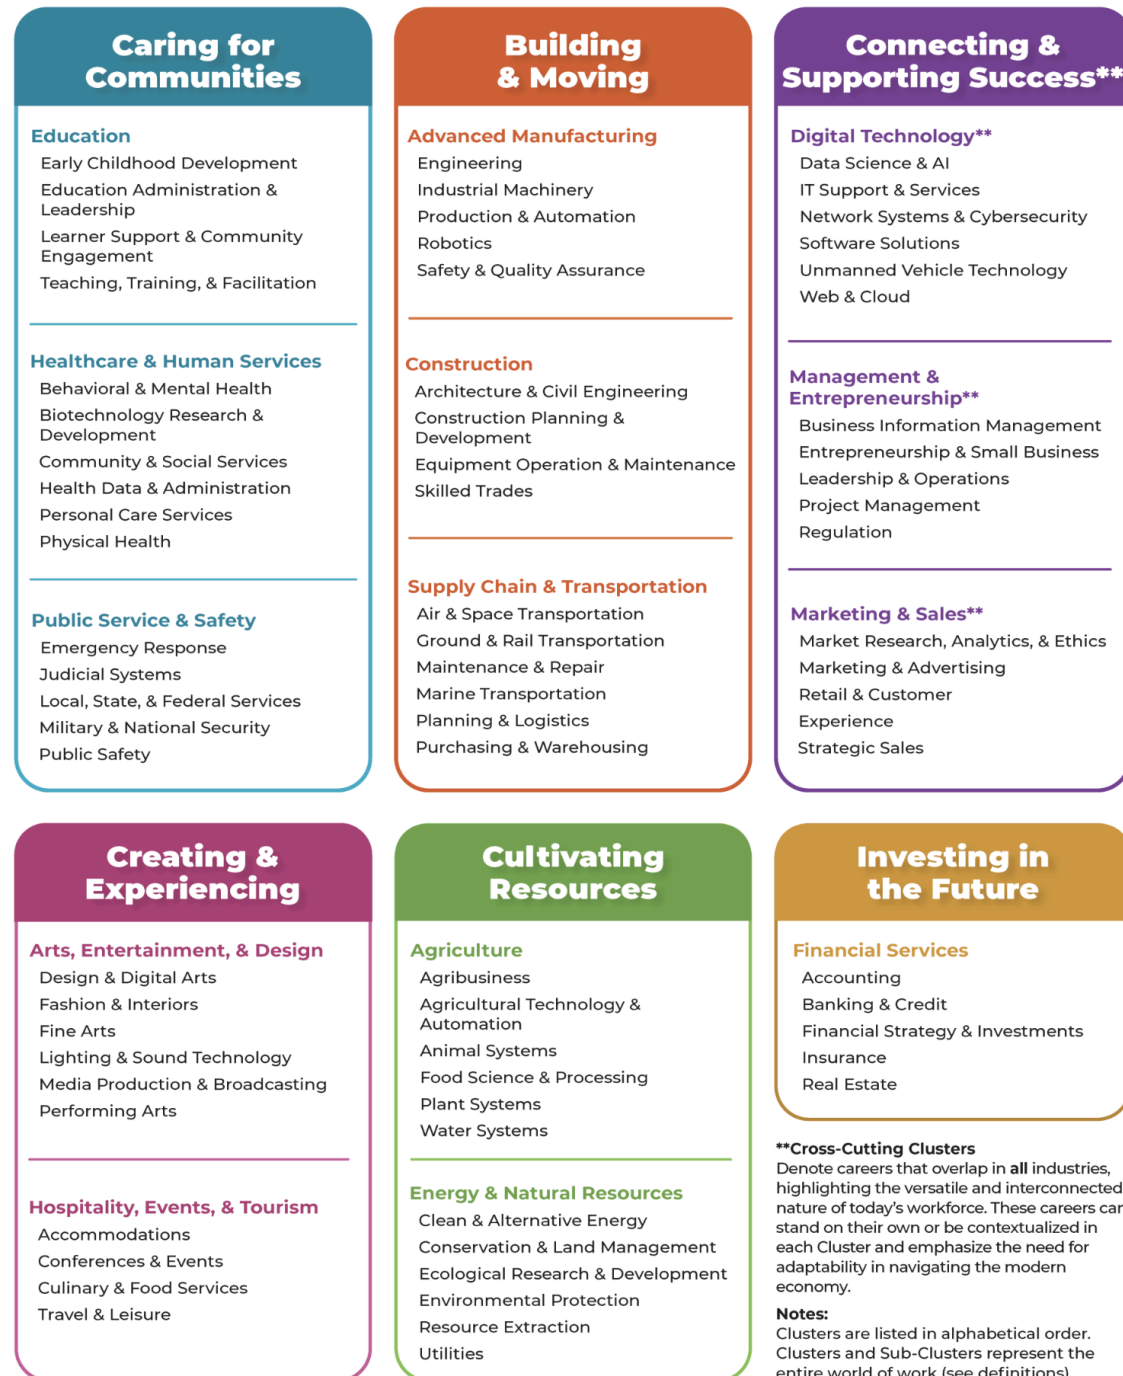 Caring for
Communities
Education
Early Childhood Development
Education Administration &
Leadership
Learner Support & Community
Engagement
Teaching, Training, & Facilitation
Healthcare & Human Services
Behavioral & Mental Health
Biotechnology Research &
Development
Community & Social Services
Health Data & Administration
Personal Care Services
Physical Health
Public Service & Safety
Emergency Response
Judicial Systems
Local, State, & Federal Services
Military & National Security
Public Safety
Building
& Moving
Advanced Manufacturing
Engineering
Industrial Machinery
Production & Automation
Robotics
Safety & Quality Assurance
Construction
Architecture & Civil Engineering
Construction Planning &
Development
Equipment Operation & Maintenance
Skilled Trades
Supply Chain & Transportation
Air & Space Transportation
Ground & Rail Transportation
Maintenance & Repair
Marine Transportation
Planning & Logistics
Purchasing & Warehousing
Connecting &
Supporting Success**
Digital Technology**
Data Science & AI
IT Support & Services
Network Systems & Cybersecurity
Software Solutions
Unmanned Vehicle Technology
Web & Cloud
Management &
Entrepreneurship**
Business Information Management
Entrepreneurship & Small Business
Leadership & Operations
Project Management
Regulation
Marketing & Sales**
Market Research, Analytics, & Ethics
Marketing & Advertising
Retail & Customer
Experience
Strategic Sales
Creating &
Experiencing
Arts, Entertainment, & Design
Design & Digital Arts
Fashion & Interiors
Fine Arts
Lighting & Sound Technology
Media Production & Broadcasting
Performing Arts
Hospitality, Events, & Tourism
Accommodations
Conferences & Events
Culinary & Food Services
Travel & Leisure
Cultivating
Resources
Agriculture
Agribusiness
Agricultural Technology &
Automation
Animal Systems
Food Science & Processing
Plant Systems
Water Systems
Energy & Natural Resources
Clean & Alternative Energy
Conservation & Land Management
Ecological Research & Development
Environmental Protection
Resource Extraction
Utilities
Investing in
the Future
Financial Services
Accounting
Banking & Credit
Financial Strategy & Investments
Insurance
Real Estate
**Cross-Cutting Clusters
Denote careers that overlap in all industries,
highlighting the versatile and interconnected
nature of today's workforce. These careers can
stand on their own or be contextualized in
each Cluster and emphasize the need for
adaptability in navigating the modern
economy.
Notes:
Clusters are listed in alphabetical order.
Clusters and Sub-Clusters represent the
entire world of work (see definitions)